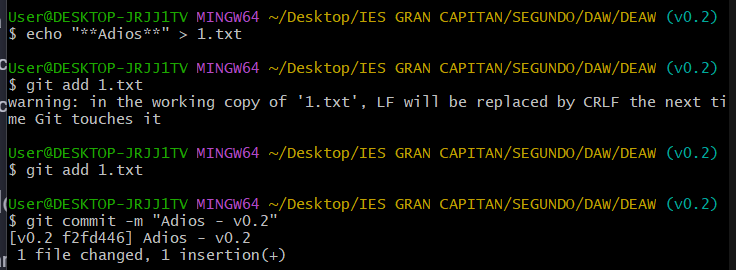 User@DESKTOP-JRJJ1TV MINGW64 ~/Desktop/IES GRAN CAPITAN/SEGUNDO/DAW/DEAW (v0.2)
$ echo "**Adios**" > 1.txt
User@DESKTOP-JRJJ1TV MINGW64 ~/Desktop/IES GRAN CAPITAN/SEGUNDO/DAW/DEAW (v0.2)
$ git add 1.txt
warning: in the working copy of '1.txt', LF will be replaced by CRLF the next ti
me Git touches it
User@DESKTOP-JRJJ1TV MINGW64 ~/Desktop/IES GRAN CAPITAN/SEGUNDO/DAW/DEAW (v0.2)
$ git add 1.txt
User@DESKTOP-JRJJ1TV MINGW64 ~/Desktop/IES GRAN CAPITAN/SEGUNDO/DAW/DEAW (v0.2)
$ git commit -m "Adios - v0.2"
[v0.2 f2fd446] Adios - v0.2
1 file changed, 1 insertion(+)